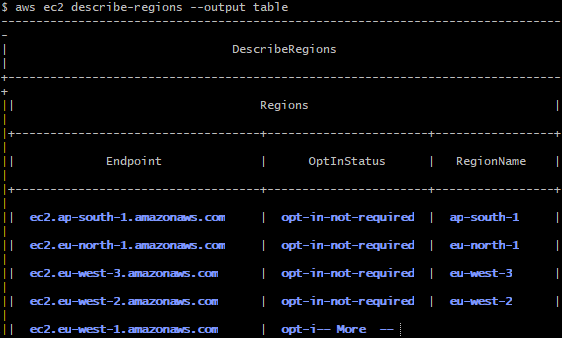 $ aws ec2 describe-regions --output table
DescribeRegions
Regions
Endpoint | OptInStatus | RegionName
ec2.ap-south-1.amazonaws.com | opt-in-not-required | ap-south-1
ec2.eu-north-1.amazonaws.com | opt-in-not-required | eu-north-1
ec2.eu-west-3.amazonaws.com | opt-in-not-required | eu-west-3
ec2.eu-west-2.amazonaws.com | opt-in-not-required | eu-west-2
ec2.eu-west-1.amazonaws.com | opt-i-- More --